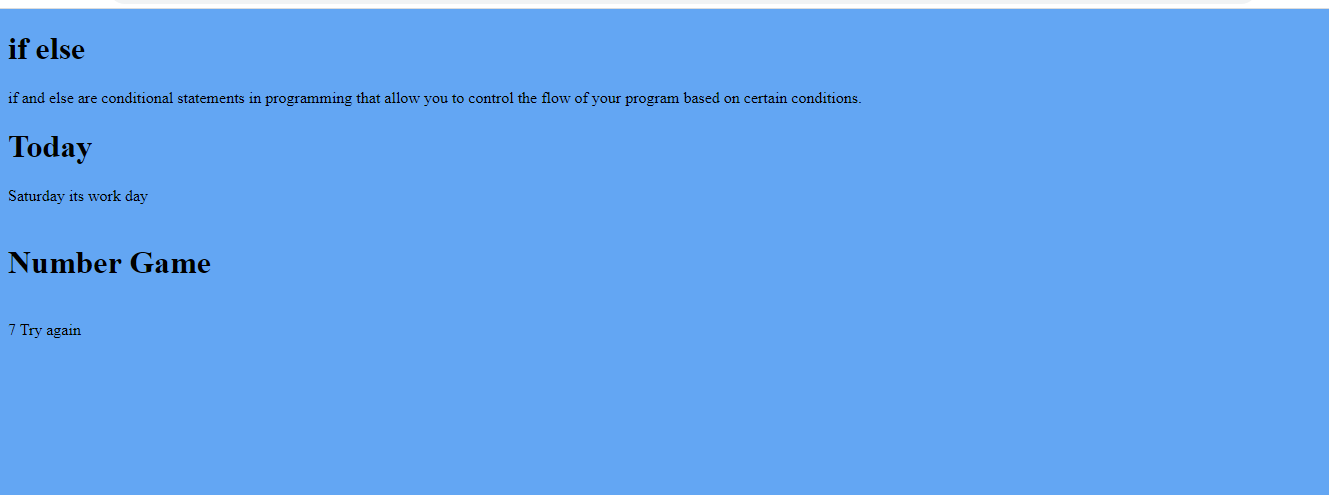 if else
if and else are conditional statements in programming that allow you to control the flow of your program based on certain conditions.
Today
Saturday its work day
Number Game
7 Try again